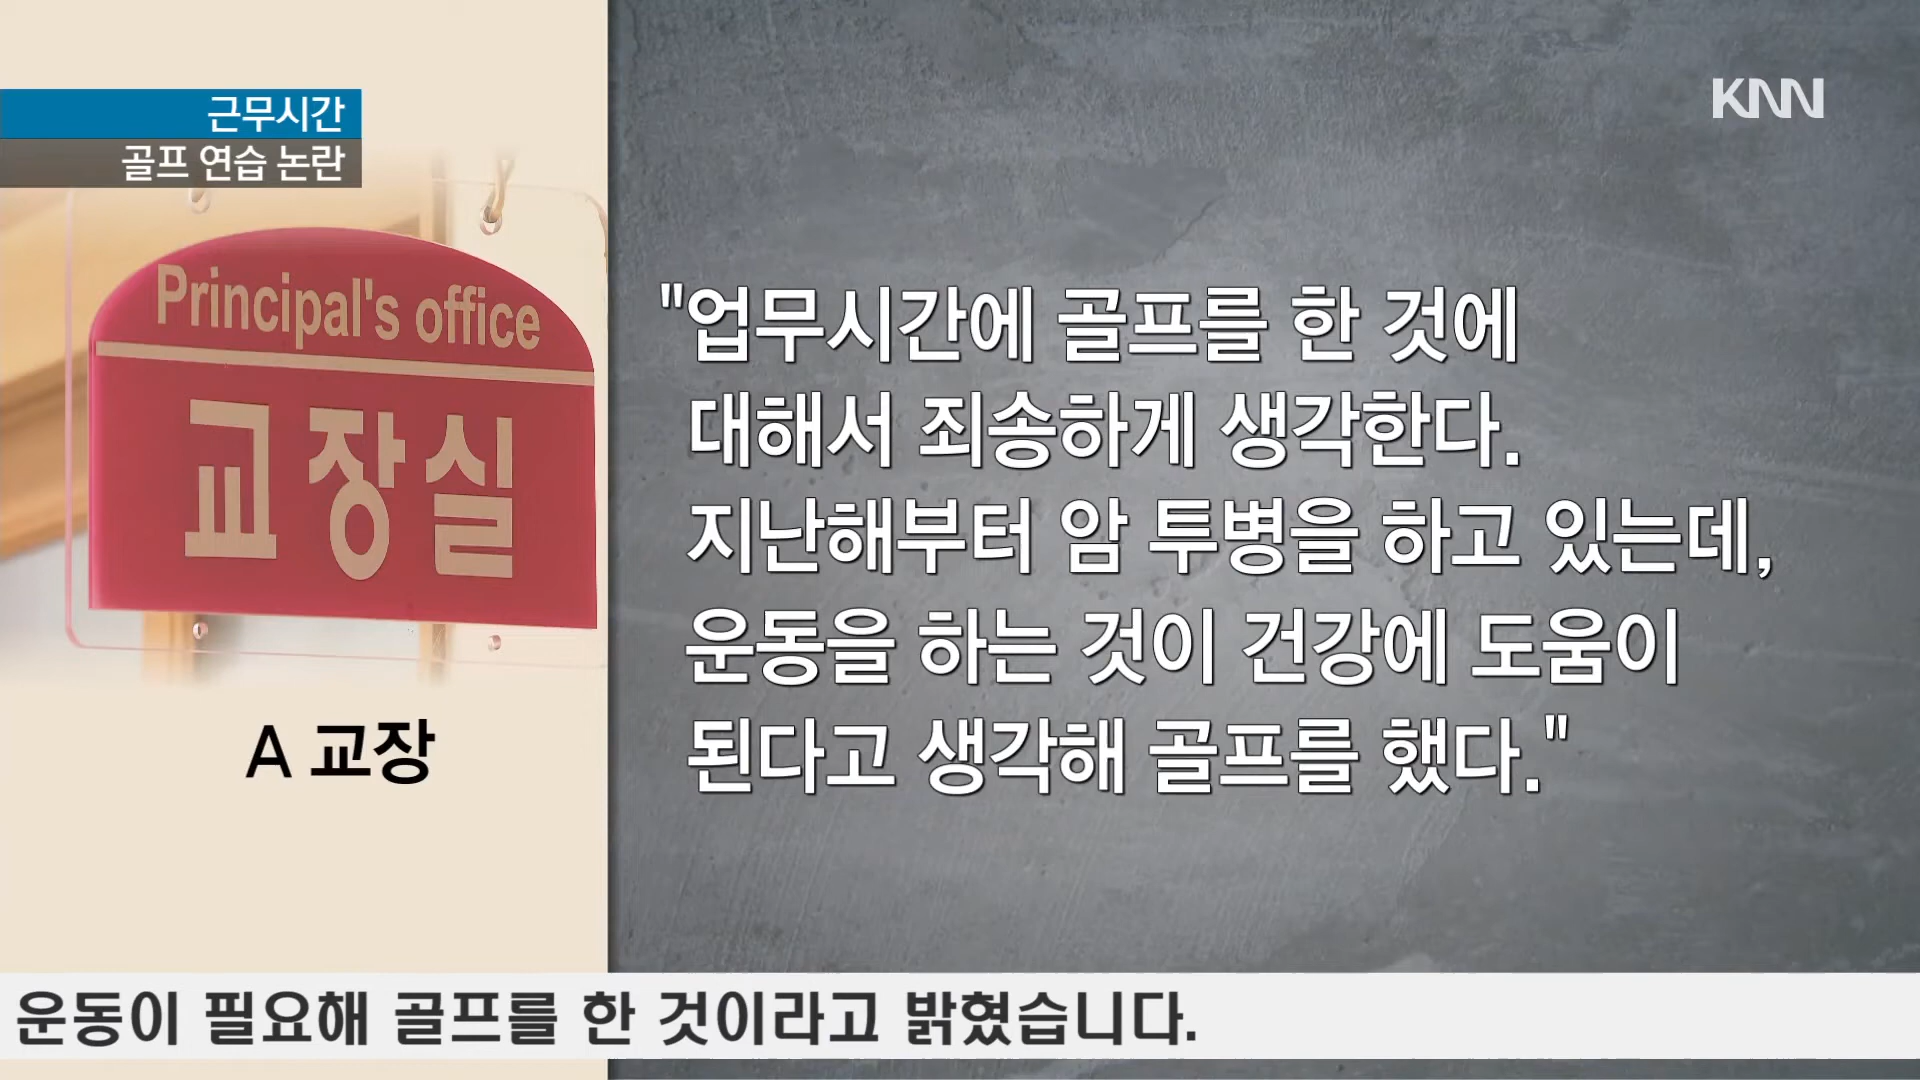 근무시간
골프 연습 논란
KNN
Principal's office
교장실
A 교장
"업무시간에 골프를 한 것에
대해서 죄송하게 생각한다.
지난해부터 암 투병을 하고 있는데,
운동을 하는 것이 건강에 도움이
된다고 생각해 골프를 했다."
운동이 필요해 골프를 한 것이라고 밝혔습니다.